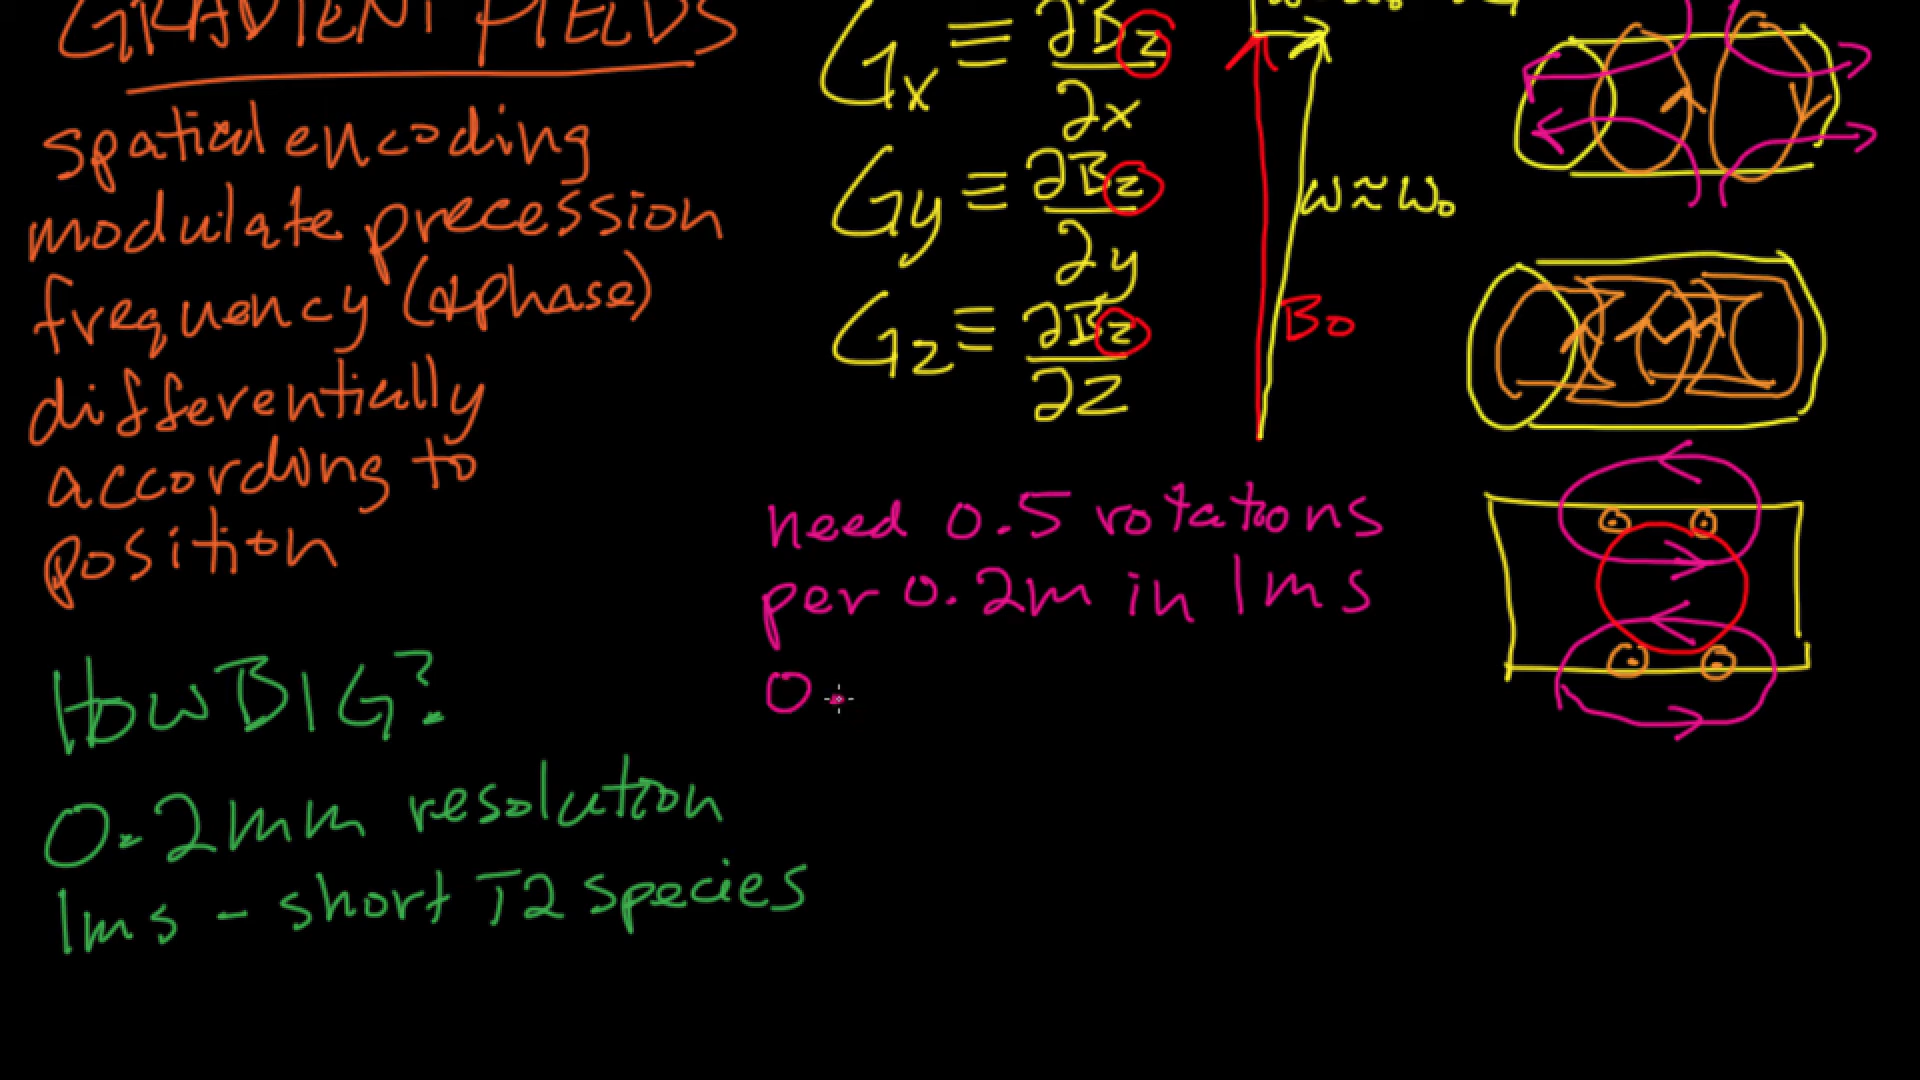 GRADIENT FIELDS
spatial encoding
modulate precession
frequency (&phase)
differentially
according to
position
HOW BIG?
0.2mm resolution
1ms - short T2 species
Gx ≡ ∂Bz/∂x
Gy ≡ ∂Bz/∂y
Gz ≡ ∂Bz/∂z
ω≈ω₀
B₀
need 0.5 rotations
per 0.2m in 1ms
0.